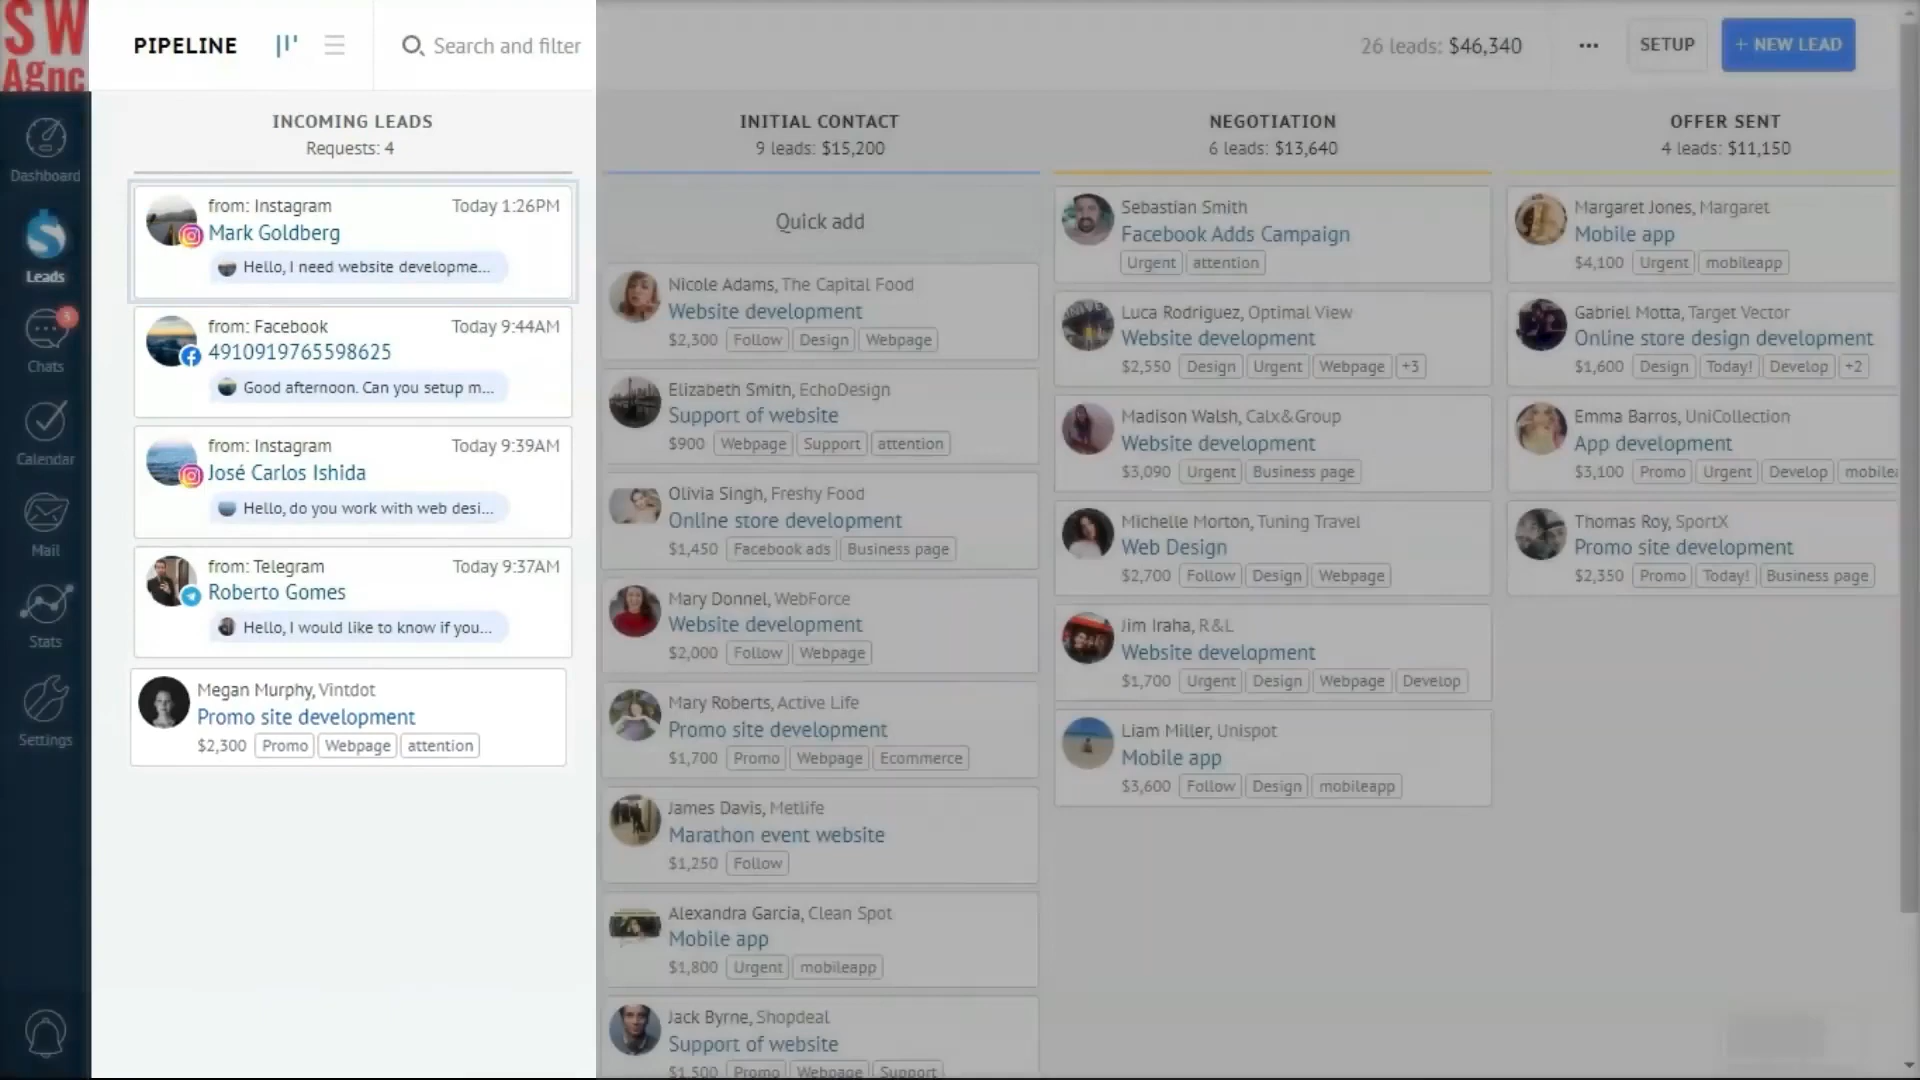 SW
Agnc
PIPELINE
Search and filter
26 leads: $46,340
•••
SETUP
+ NEW LEAD
Dashboard
Leads
3
Chats
Calendar
Mail
Stats
Settings
INCOMING LEADS
Requests: 4
from: Instagram Today 1:26PM
Mark Goldberg
Hello, I need website developme...
from: Facebook Today 9:44AM
4910919765598625
Good afternoon. Can you setup m...
from: Instagram Today 9:39AM
José Carlos Ishida
Hello, do you work with web desi...
from: Telegram Today 9:37AM
Roberto Gomes
Hello, I would like to know if you...
Megan Murphy, Vintdot
Promo site development
$2,300 Promo Webpage attention
INITIAL CONTACT
9 leads: $15,200
Quick add
Nicole Adams, The Capital Food
Website development
$2,300 Follow Design Webpage
Elizabeth Smith, EchoDesign
Support of website
$900 Webpage Support attention
Olivia Singh, Freshy Food
Online store development
$1,450 Facebook ads Business page
Mary Donnel, WebForce
Website development
$2,000 Follow Webpage
Mary Roberts, Active Life
Promo site development
$1,700 Promo Webpage Ecommerce
James Davis, Metlife
Marathon event website
$1,250 Follow
Alexandra Garcia, Clean Spot
Mobile app
$1,800 Urgent mobileapp
Jack Byrne, Shopdeal
Support of website
$1,500 Promo Webpage Support
NEGOTIATION
6 leads: $13,640
Sebastian Smith
Facebook Adds Campaign
Urgent attention
Luca Rodriguez, Optimal View
Website development
$2,550 Design Urgent Webpage +3
Madison Walsh, Calx&Group
Website development
$3,090 Urgent Business page
Michelle Morton, Tuning Travel
Web Design
$2,700 Follow Design Webpage
Jim Iraha, R&L
Website development
$1,700 Urgent Design Webpage Develop
Liam Miller, Unispot
Mobile app
$3,600 Follow Design mobileapp
OFFER SENT
4 leads: $11,150
Margaret Jones, Margaret
Mobile app
$4,100 Urgent mobileapp
Gabriel Motta, Target Vector
Online store design development
$1,600 Design Today! Develop +2
Emma Barros, UniCollection
App development
$3,100 Promo Urgent Develop mobilea
Thomas Roy, SportX
Promo site development
$2,350 Promo Today! Business page